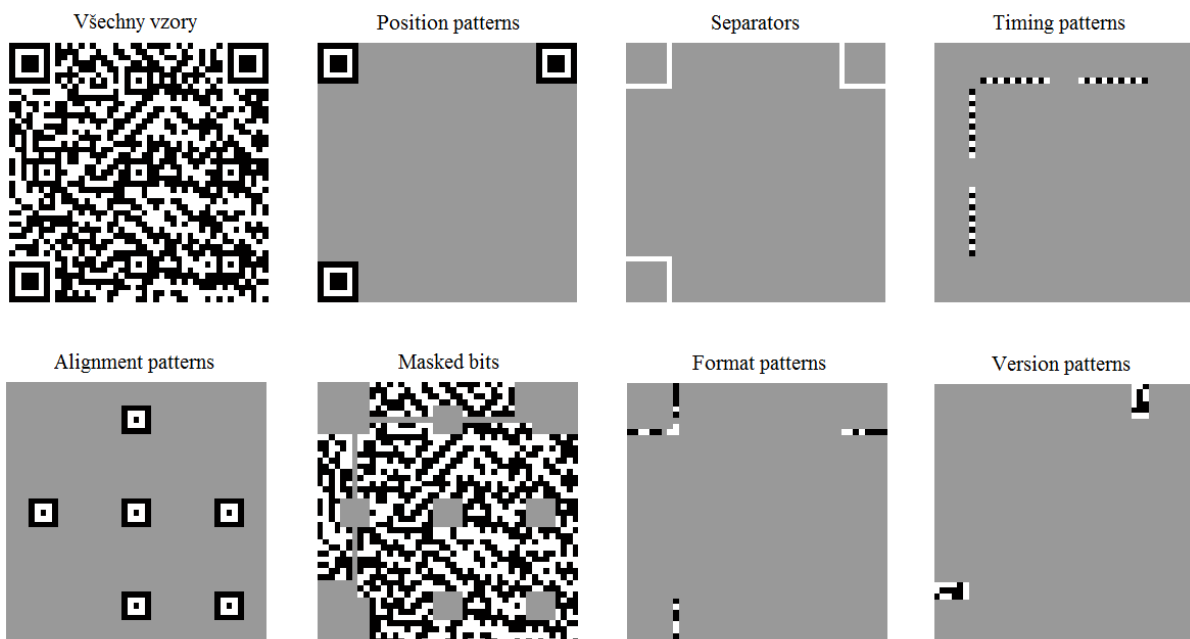 Všechny vzory
Position patterns
Separators
Timing patterns
Alignment patterns
Masked bits
Format patterns
Version patterns